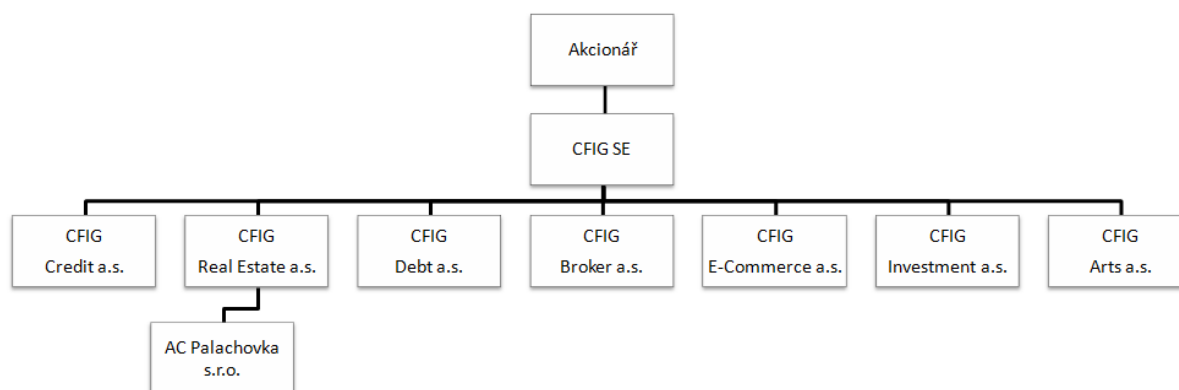 Akcionář
CFIG SE
CFIG
Credit a.s.
CFIG
Real Estate a.s.
CFIG
Debt a.s.
CFIG
Broker a.s.
CFIG
E-Commerce a.s.
CFIG
Investment a.s.
CFIG
Arts a.s.
AC Palachovka
s.r.o.